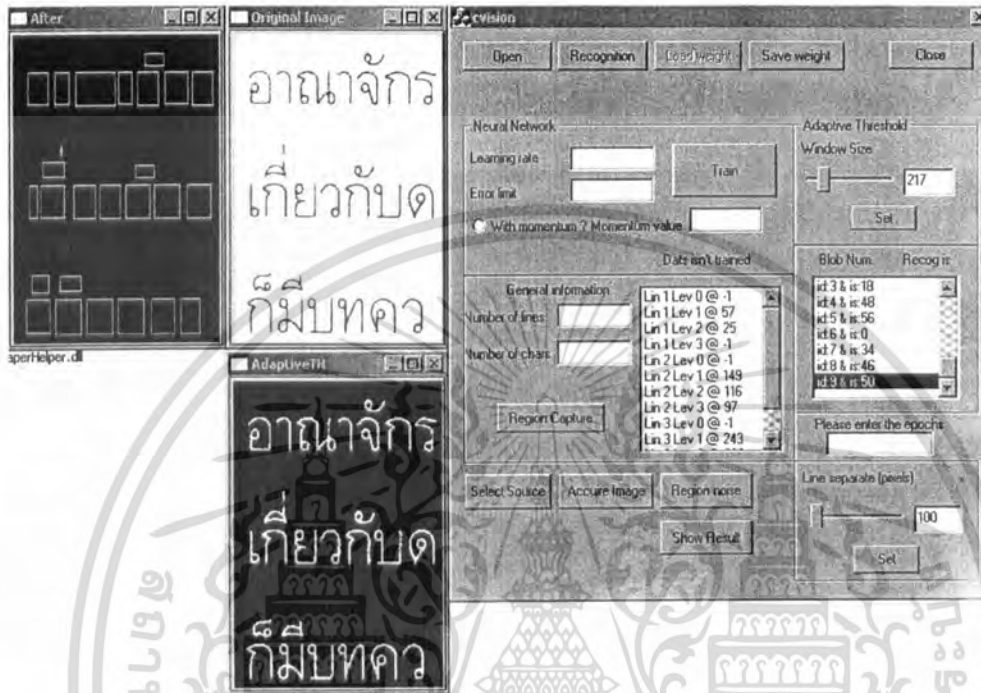 After
Original Image
อาณาจักร
เกี่ยวกับด
ก็มีบทคว
aperHelper.dll
AdaptiveTH
อาณาจักร
เกี่ยวกับด
ก็มีบทคว
cvision
Open Recognition Load weight Save weight Close
Neural Network
Learning rate
Error limit
Train
With momentum ? Momentum value
Data isn't trained
Adaptive Threshold
Window Size
217
Set
General information
Number of lines
Number of chars
Region Capture
Lin 1 Lev 0 @ -1
Lin 1 Lev 1 @ 57
Lin 1 Lev 2 @ 25
Lin 1 Lev 3 @ -1
Lin 2 Lev 0 @ -1
Lin 2 Lev 1 @ 149
Lin 2 Lev 2 @ 116
Lin 2 Lev 3 @ 97
Lin 3 Lev 0 @ -1
Lin 3 Lev 1 @ 243
Blob Num. Recog is
id:3 & is:18
id:4 & is:48
id:5 & is:56
id:6 & is:0
id:7 & is:34
id:8 & is:46
id:9 & is:50
Please enter the epochs
Select Source Accure Image Region noise
Show Result
Line separate (pixels)
100
Set